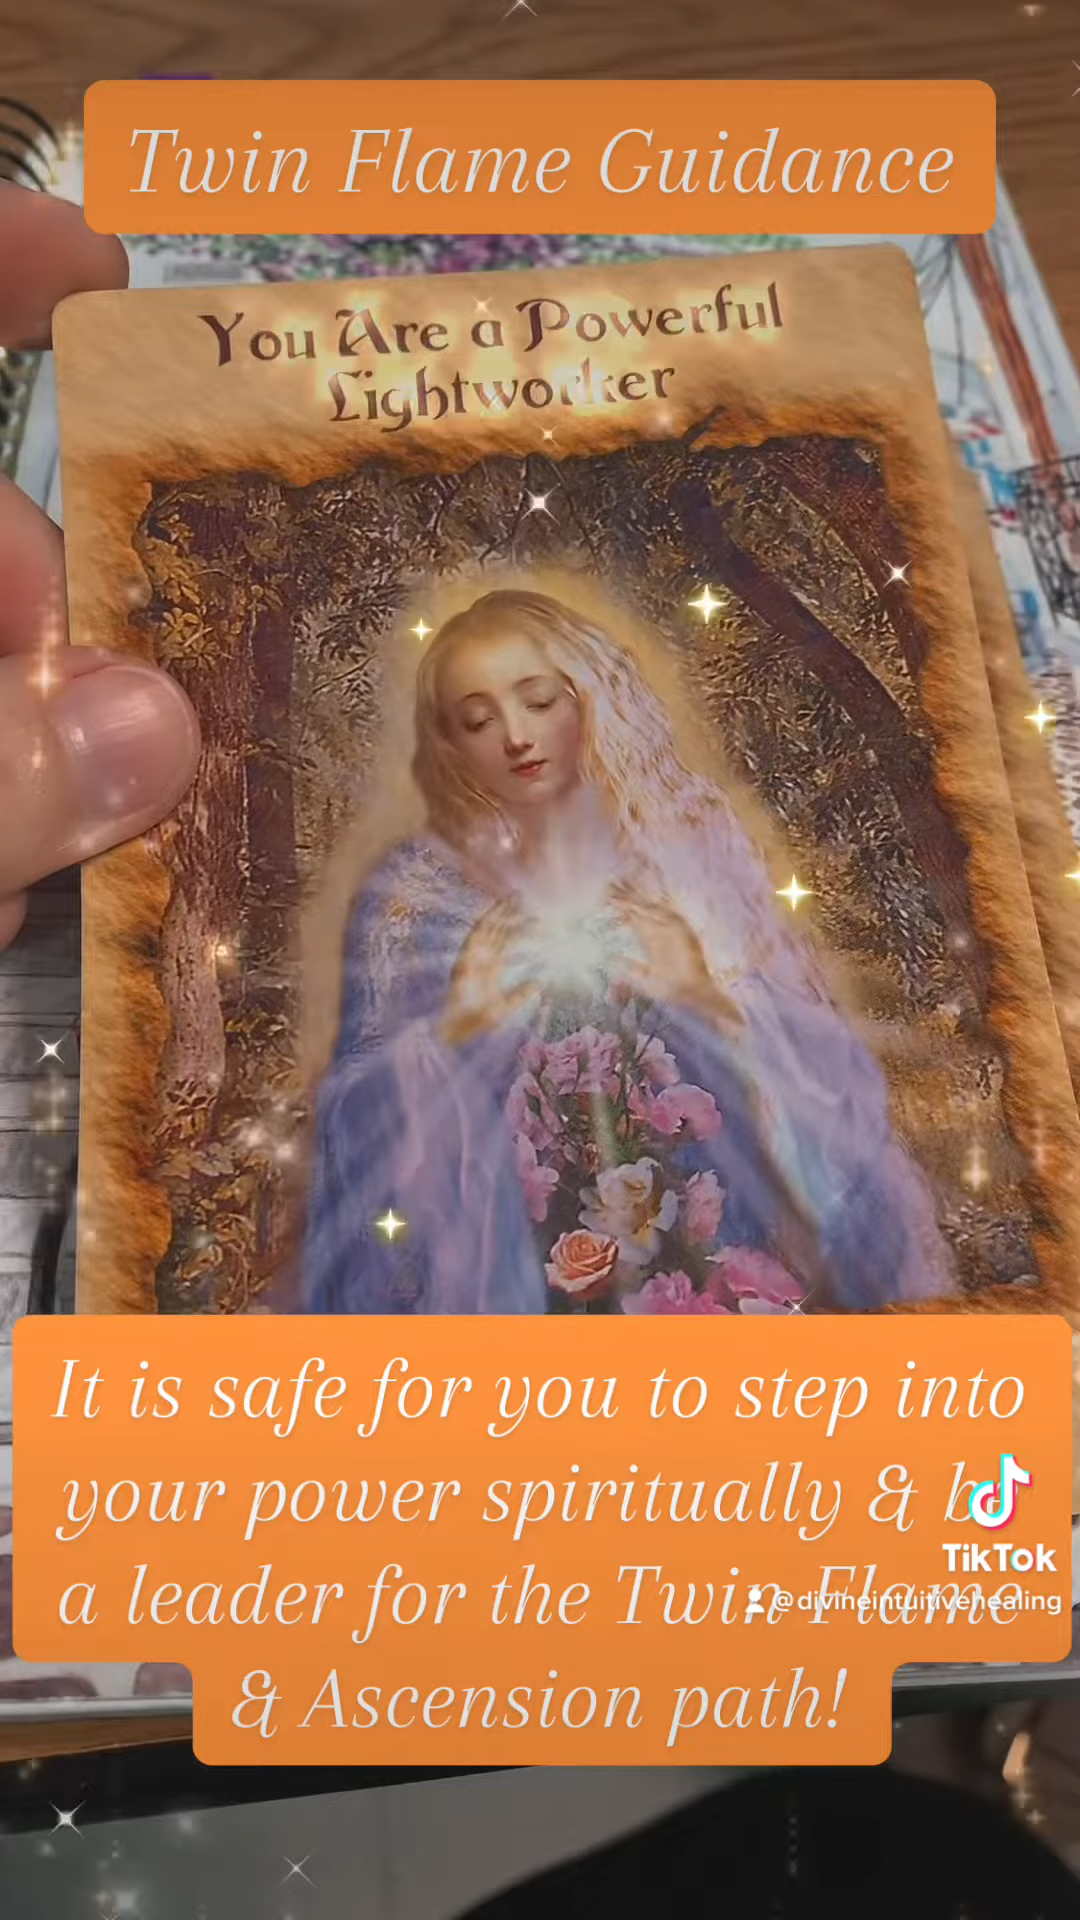 Twin Flame Guidance
You Are a Powerful
Lightworker
It is safe for you to step into
your power spiritually & be
a leader for the Twin Flame
& Ascension path!
TikTok
@divineintuitivehealing